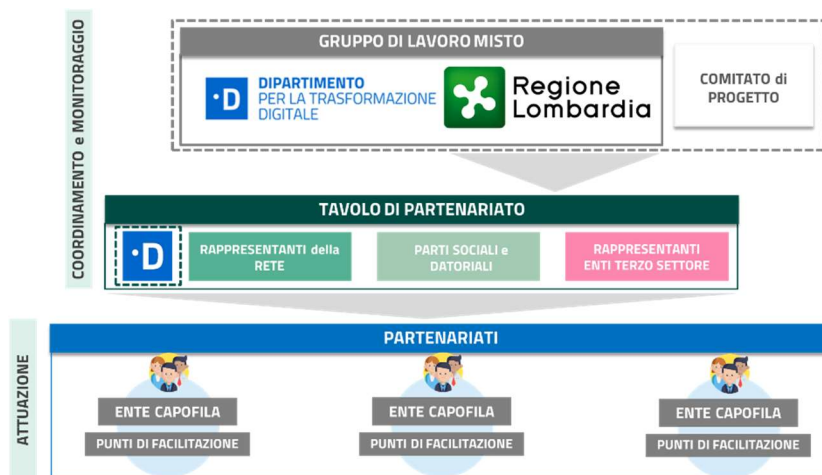 COORDINAMENTO e MONITORAGGIO
GRUPPO DI LAVORO MISTO
·D
DIPARTIMENTO
PER LA TRASFORMAZIONE
DIGITALE
Regione
Lombardia
COMITATO di
PROGETTO
TAVOLO DI PARTENARIATO
·D
RAPPRESENTANTI della
RETE
PARTI SOCIALI e
DATORIALI
RAPPRESENTANTI
ENTI TERZO SETTORE
ATTUAZIONE
PARTENARIATI
ENTE CAPOFILA
PUNTI DI FACILITAZIONE
ENTE CAPOFILA
PUNTI DI FACILITAZIONE
ENTE CAPOFILA
PUNTI DI FACILITAZIONE